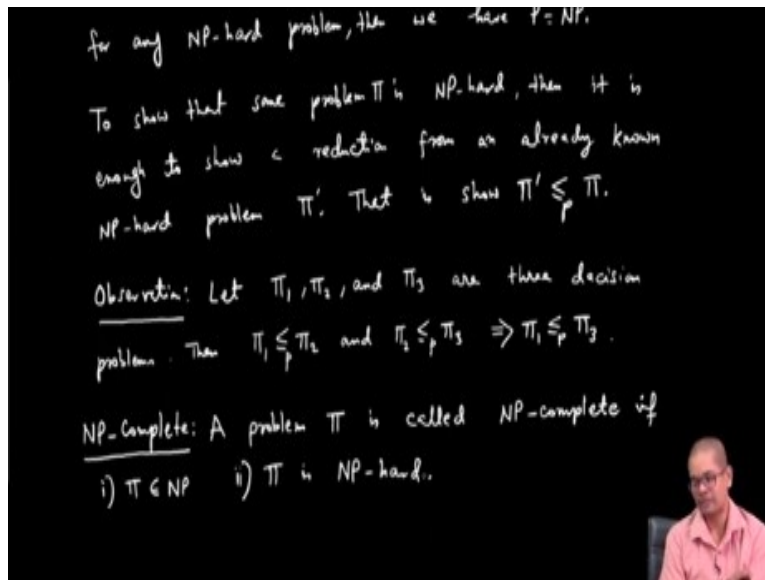 for any NP-hard problem, then we have P = NP.
To show that some problem Π is NP-hard, then it is
enough to show a reduction from an already known
NP-hard problem Π'. That is show Π' ≤p Π.
Observation: Let Π₁, Π₂, and Π₃ are three decision
problems. Then Π₁ ≤p Π₂ and Π₂ ≤p Π₃ ⇒ Π₁ ≤p Π₃.
NP-Complete: A problem Π is called NP-complete if
i) Π ∈ NP ii) Π is NP-hard.